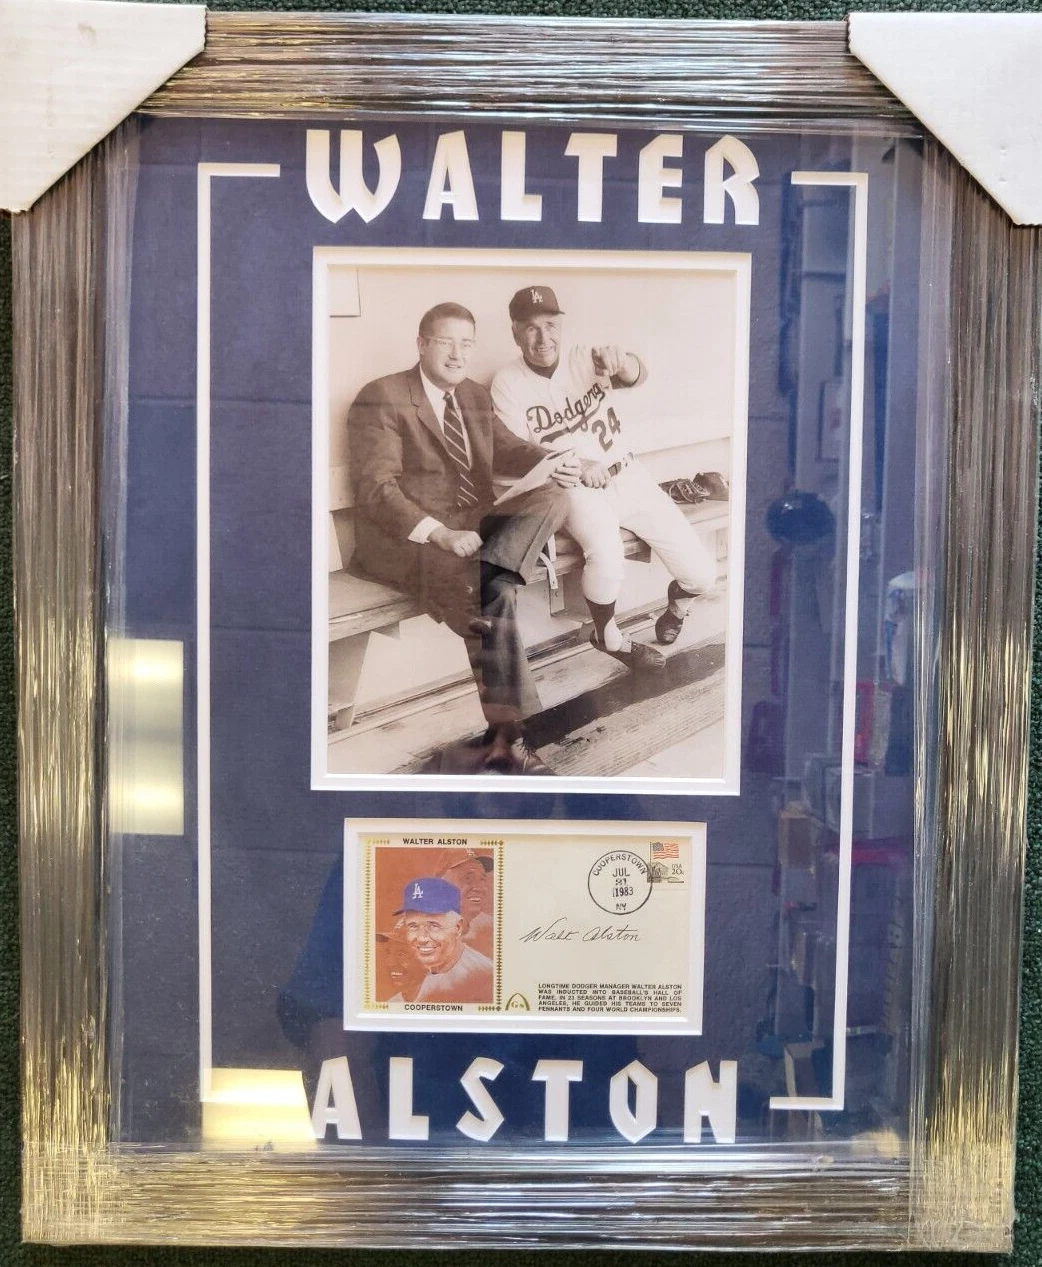 WALTER
LA
Dodgers
24
WALTER ALSTON
LA
COOPERSTOWN
GS
COOPERSTOWN
JUL
1983
NY
USA
20c
Walt Alston
LONGTIME DODGER MANAGER WALTER ALSTON
WAS INDUCTED INTO BASEBALL'S HALL OF
FAME. IN 23 SEASONS AT BROOKLYN AND LOS
ANGELES, HE GUIDED HIS TEAMS TO SEVEN
PENNANTS AND FOUR WORLD CHAMPIONSHIPS.
ALSTON